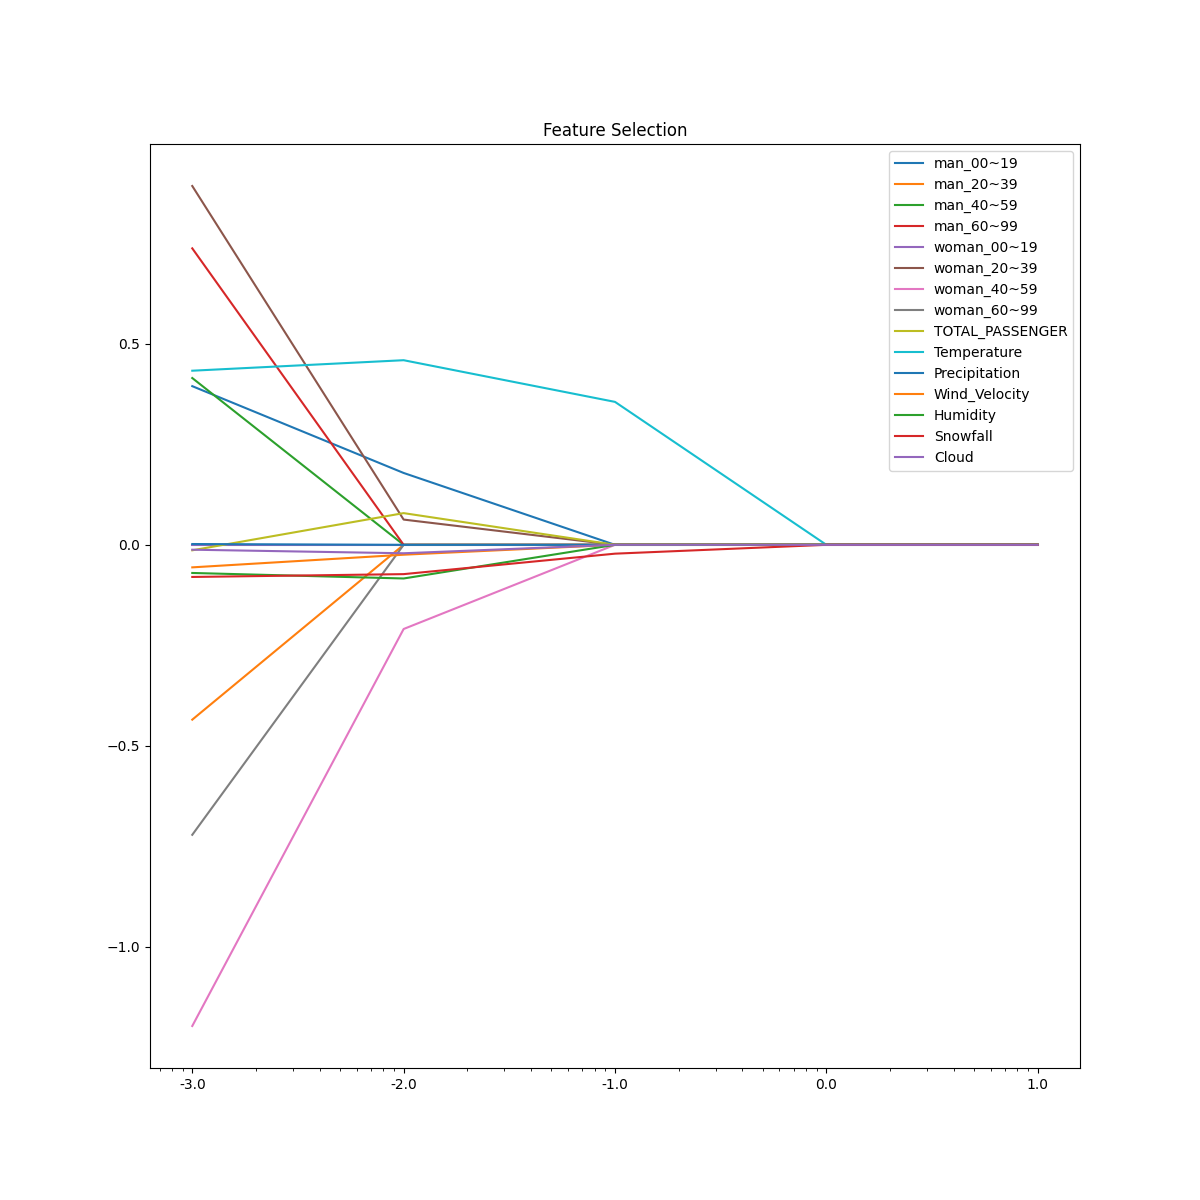 Feature Selection
man_00~19
man_20~39
man_40~59
man_60~99
woman_00~19
woman_20~39
woman_40~59
woman_60~99
TOTAL_PASSENGER
Temperature
Precipitation
Wind_Velocity
Humidity
Snowfall
Cloud
0.5
0.0
−0.5
−1.0
-3.0 -2.0 -1.0 0.0 1.0